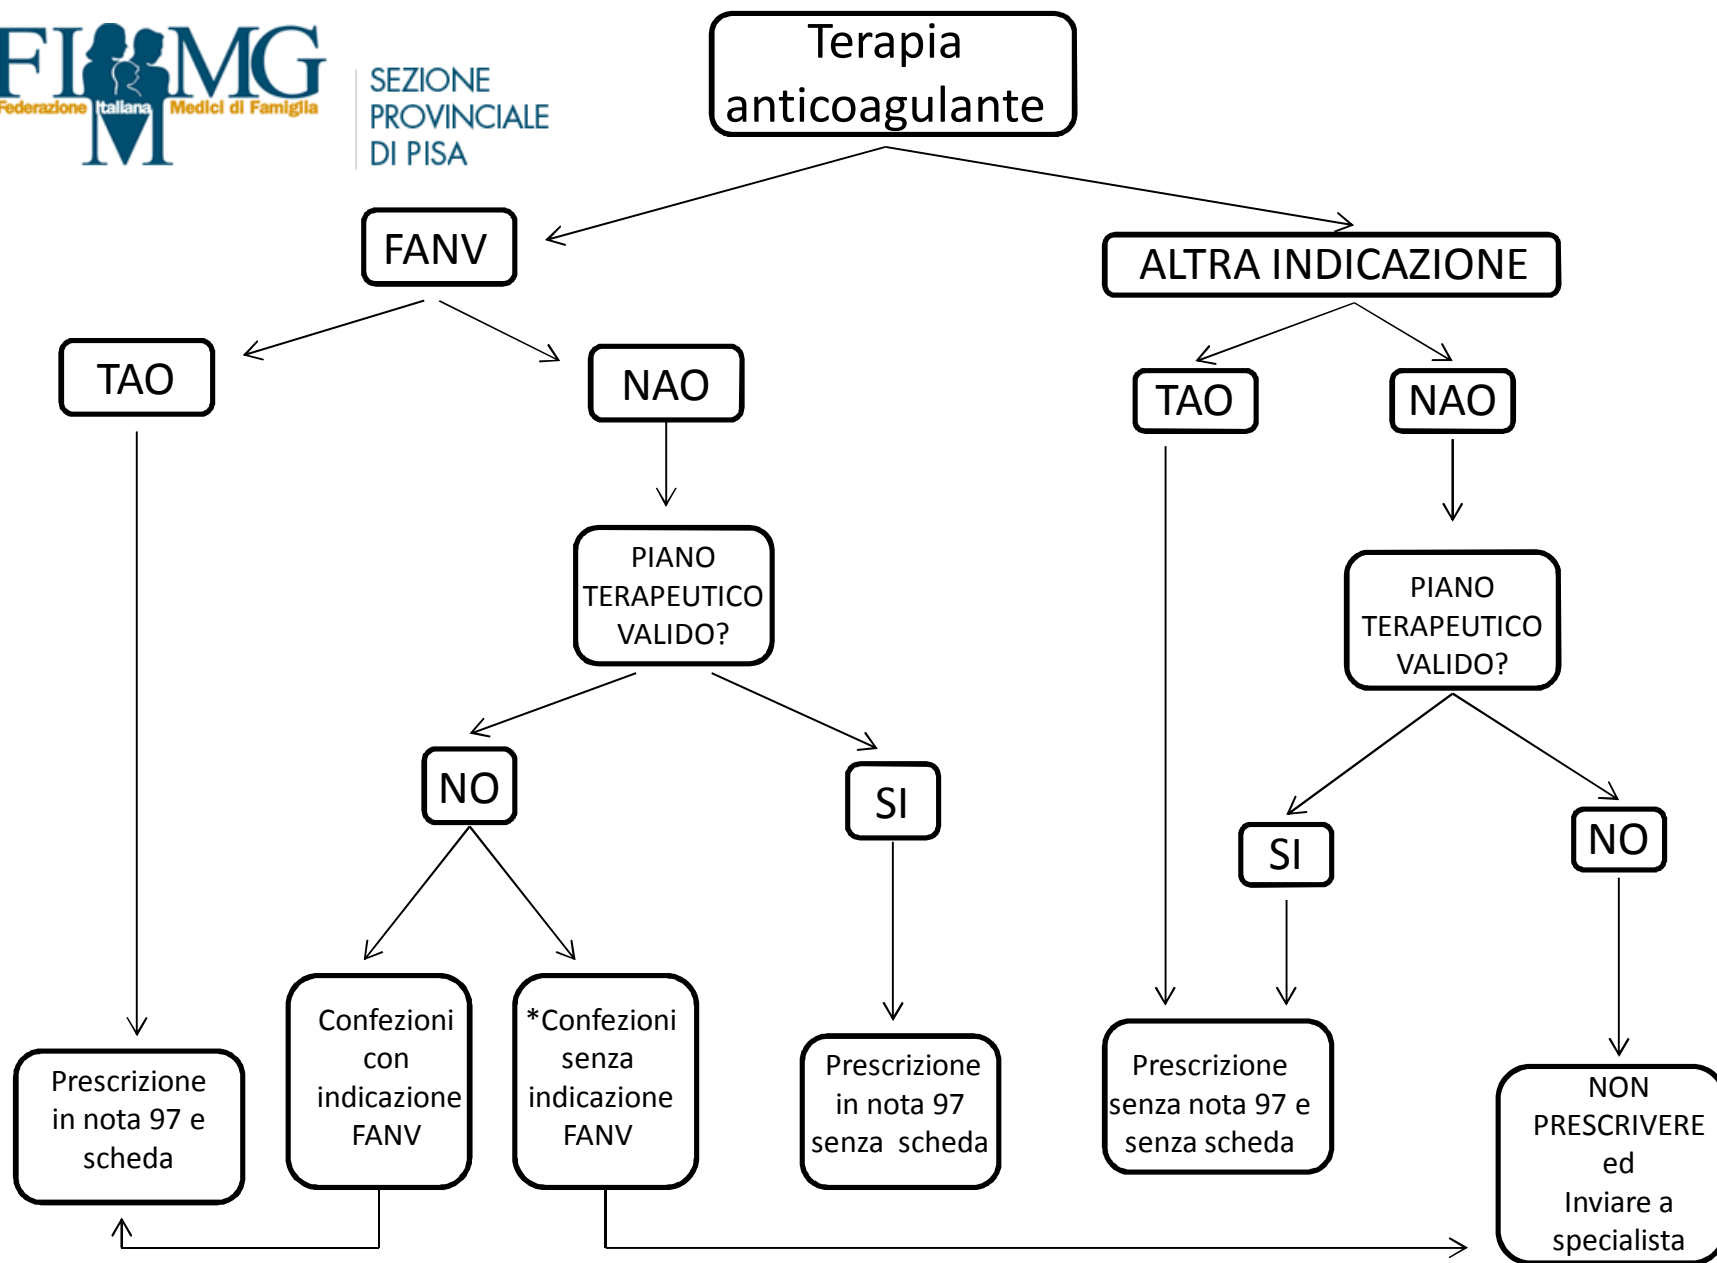 FIMMG
Federazione Italiana Medici di Famiglia
SEZIONE
PROVINCIALE
DI PISA
Terapia
anticoagulante
FANV
ALTRA INDICAZIONE
TAO
NAO
TAO
NAO
PIANO
TERAPEUTICO
VALIDO?
PIANO
TERAPEUTICO
VALIDO?
NO
SI
SI
NO
Prescrizione
in nota 97 e
scheda
Confezioni
con
indicazione
FANV
*Confezioni
senza
indicazione
FANV
Prescrizione
in nota 97
senza scheda
Prescrizione
senza nota 97 e
senza scheda
NON
PRESCRIVERE
ed
Inviare a
specialista